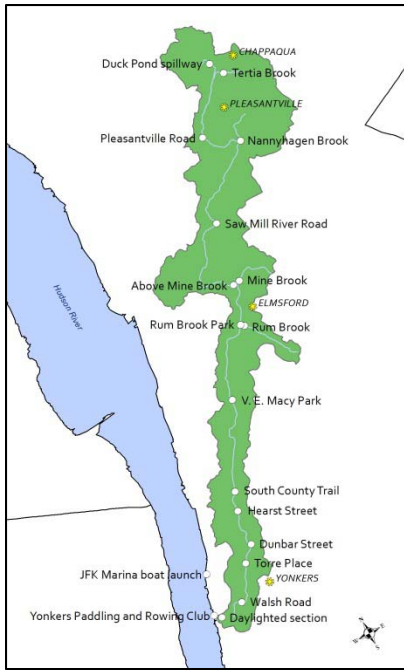 CHAPPAQUA
Duck Pond spillway
Tertia Brook
PLEASANTVILLE
Pleasantville Road
Nannyhagen Brook
Saw Mill River Road
Mine Brook
Above Mine Brook
Hudson River
ELMSFORD
Rum Brook Park
Rum Brook
V. E. Macy Park
South County Trail
Hearst Street
Dunbar Street
Torre Place
JFK Marina boat launch
YONKERS
Walsh Road
Yonkers Paddling and Rowing Club
Daylighted section
N
E
S
W